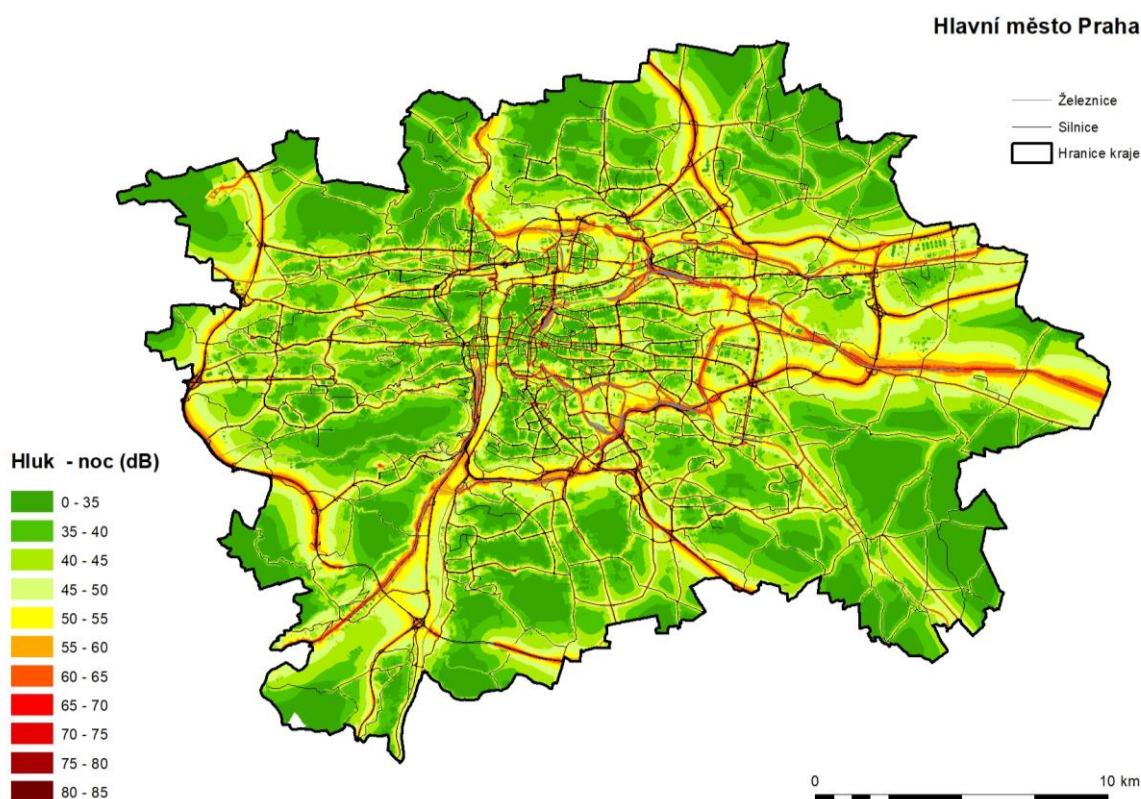 Hlavní město Praha
Železnice
Silnice
Hranice kraje
Hluk - noc (dB)
0 - 35
35 - 40
40 - 45
45 - 50
50 - 55
55 - 60
60 - 65
65 - 70
70 - 75
75 - 80
80 - 85
0 10 km